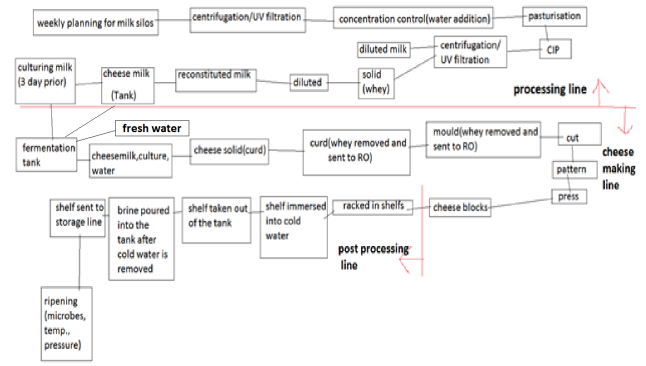 weekly planning for milk silos
centrifugation/UV filtration
concentration control(water addition)
pasturisation
diluted milk
centrifugation/
UV filtration
CIP
culturing milk
(3 day prior)
cheese milk
(Tank)
reconstituted milk
diluted
solid
(whey)
processing line
fresh water
fermentation
tank
cheesemilk,culture,
water
cheese solid(curd)
curd(whey removed and
sent to RO)
mould(whey removed and
sent to RO)
cut
pattern
press
cheese
making
line
cheese blocks
racked in shelfs
shelf immersed
into cold
water
shelf taken out
of the tank
brine poured
into the
tank after
cold water is
removed
shelf sent to
storage line
post processing
line
ripening
(microbes,
temp.,
pressure)